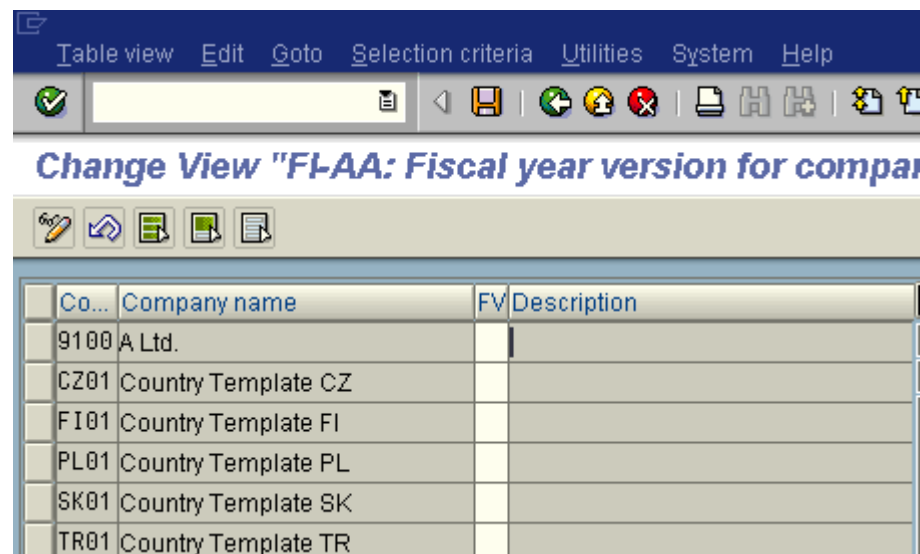 Table view Edit Goto Selection criteria Utilities System Help
Change View "FI-AA: Fiscal year version for compa
Co... Company name FV Description
9100 A Ltd.
CZ01 Country Template CZ
FI01 Country Template FI
PL01 Country Template PL
SK01 Country Template SK
TR01 Country Template TR